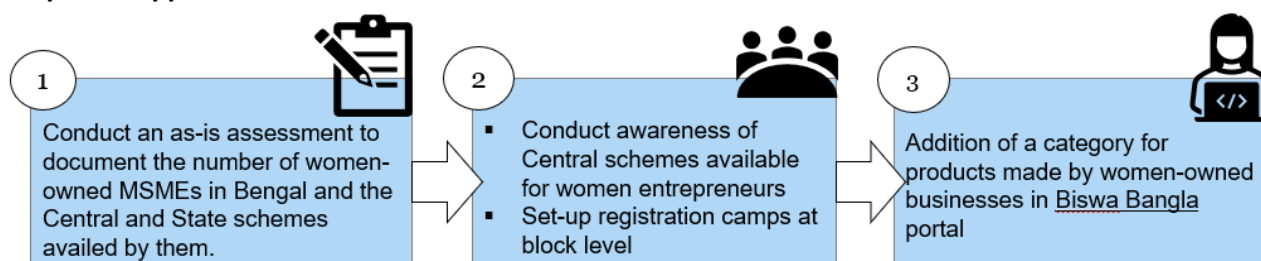 1
Conduct an as-is assessment to
document the number of women-
owned MSMEs in Bengal and the
Central and State schemes
availed by them.
2
▪ Conduct awareness of
Central schemes available
for women entrepreneurs
▪ Set-up registration camps at
block level
3
</>
Addition of a category for
products made by women-owned
businesses in Biswa Bangla
portal